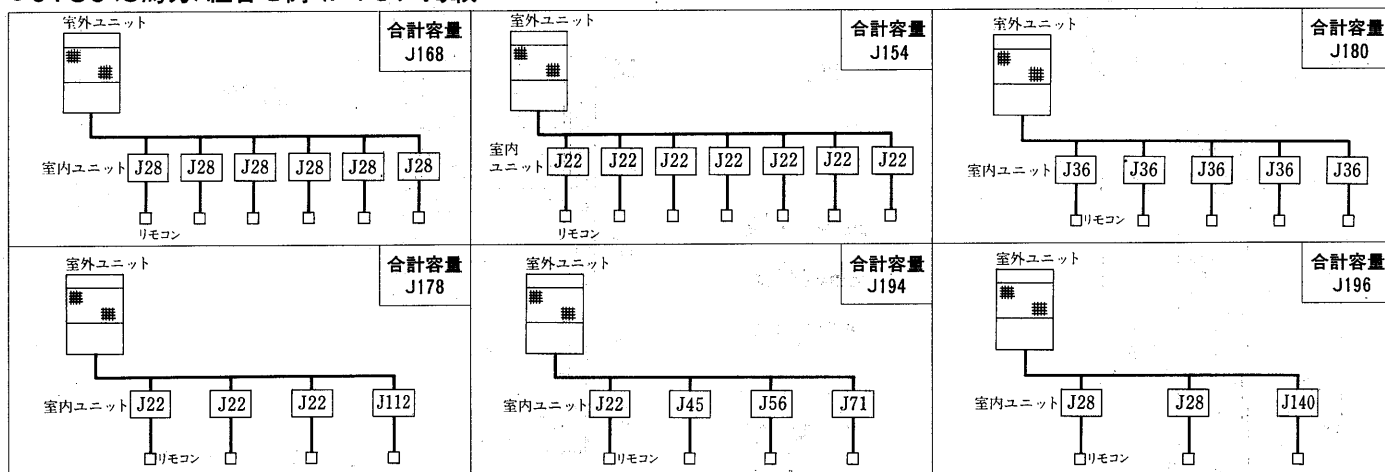 室外ユニット
合計容量
J168
室内ユニット J28 J28 J28 J28 J28 J28
リモコン
室外ユニット
合計容量
J154
室内
ユニット J22 J22 J22 J22 J22 J22 J22
リモコン
室外ユニット
合計容量
J180
室内ユニット J36 J36 J36 J36 J36
リモコン
室外ユニット
合計容量
J178
室内ユニット J22 J22 J22 J112
リモコン
室外ユニット
合計容量
J194
室内ユニット J22 J45 J56 J71
リモコン
室外ユニット
合計容量
J196
室内ユニット J28 J28 J140
リモコン